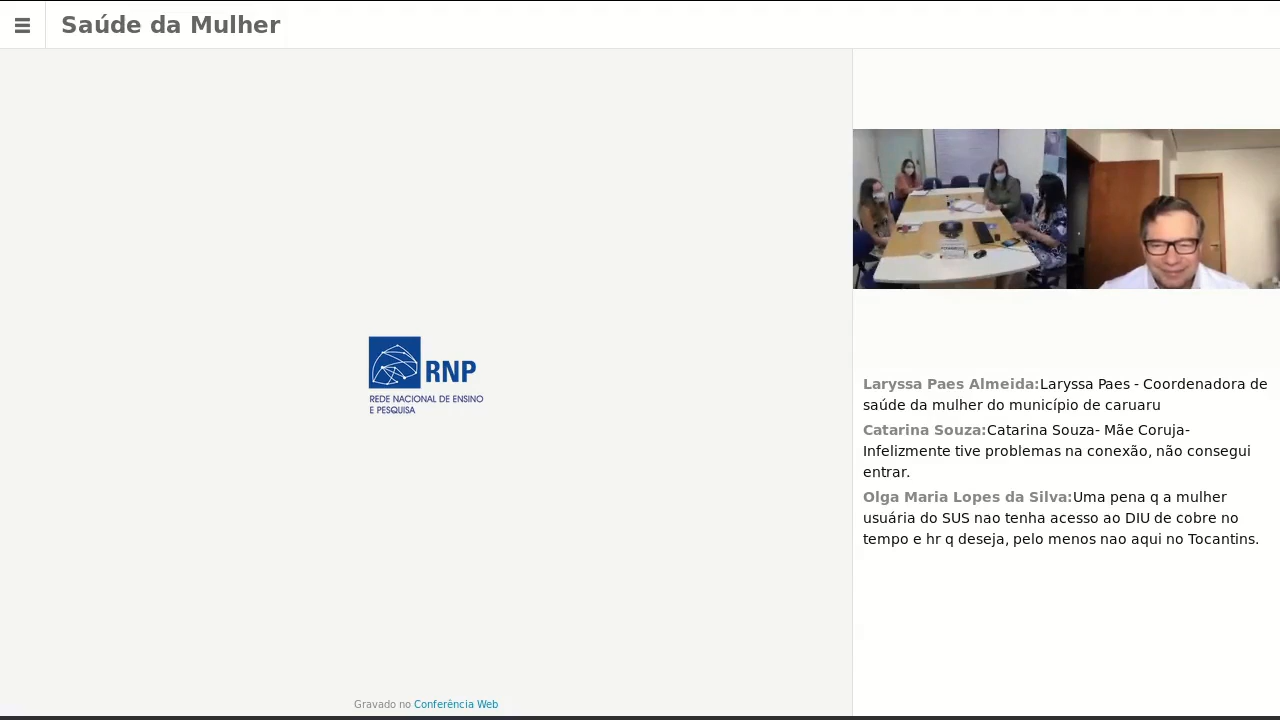 Saúde da Mulher
RNP
REDE NACIONAL DE ENSINO
E PESQUISA
Laryssa Paes Almeida:Laryssa Paes - Coordenadora de
saúde da mulher do município de caruaru
Catarina Souza:Catarina Souza- Mãe Coruja-
Infelizmente tive problemas na conexão, não consegui
entrar.
Olga Maria Lopes da Silva:Uma pena q a mulher
usuária do SUS nao tenha acesso ao DIU de cobre no
tempo e hr q deseja, pelo menos nao aqui no Tocantins.
Gravado no Conferência Web